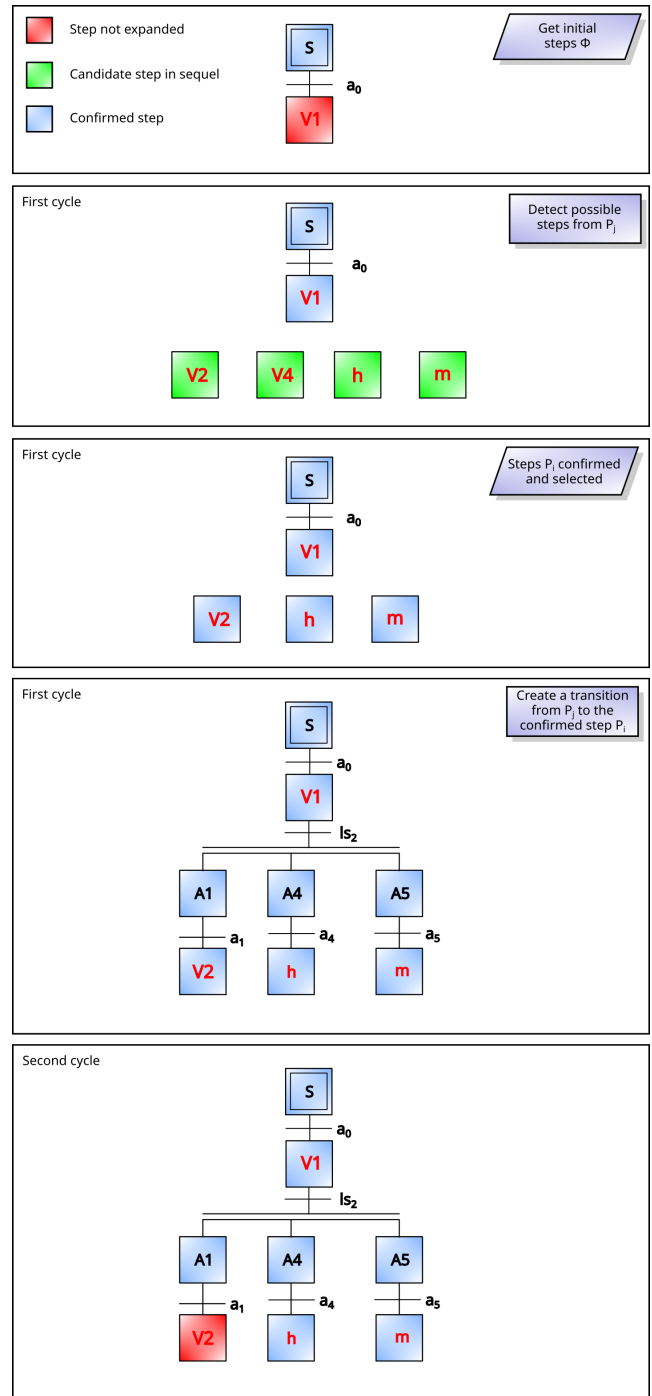 Step not expanded
Candidate step in sequel
Confirmed step
S
a₀
V1
Get initial
steps Φ
First cycle
S
a₀
V1
Detect possible
steps from Pⱼ
V2 V4 h m
First cycle
S
a₀
V1
Steps Pᵢ confirmed
and selected
V2 h m
First cycle
S
a₀
V1
ls₂
Create a transition
from Pⱼ to the
confirmed step Pᵢ
A1 A4 A5
a₁ a₄ a₅
V2 h m
Second cycle
S
a₀
V1
ls₂
A1 A4 A5
a₁ a₄ a₅
V2 h m